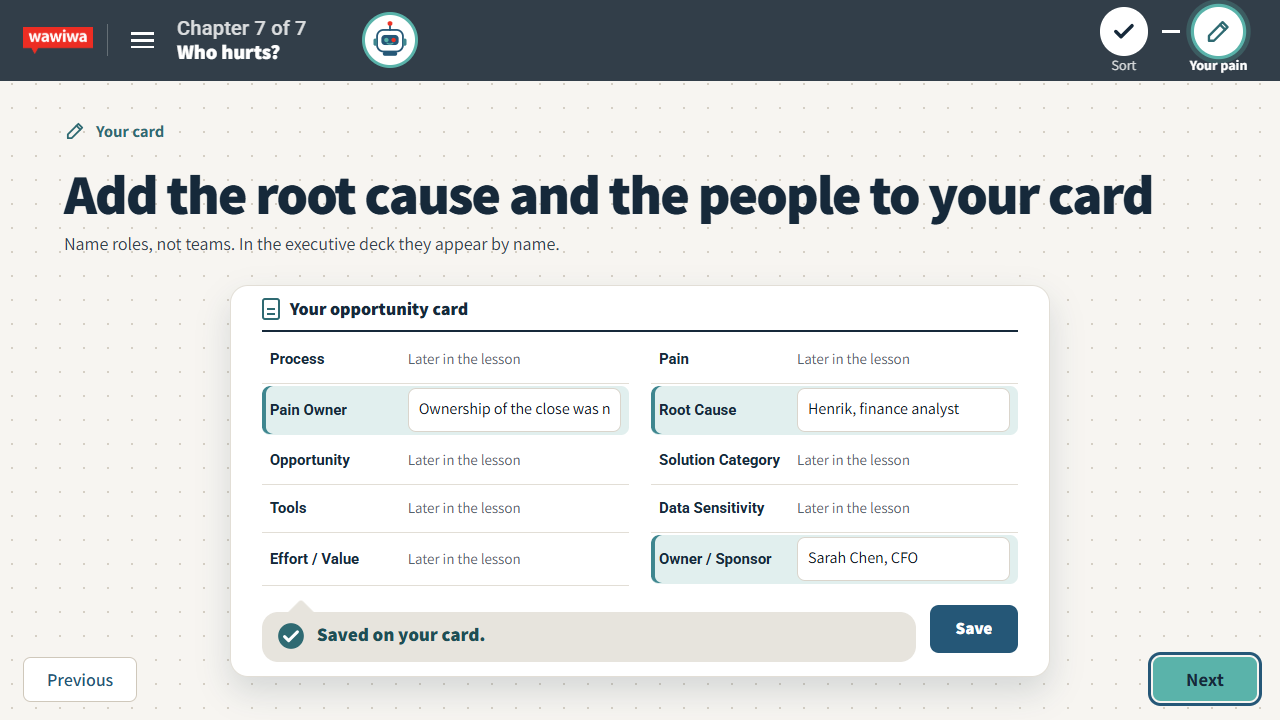 wawiwa
Chapter 7 of 7
Who hurts?
Sort
Your pain
Your card
Add the root cause and the people to your card
Name roles, not teams. In the executive deck they appear by name.
Your opportunity card
Process Later in the lesson
Pain Later in the lesson
Pain Owner Ownership of the close was n
Root Cause Henrik, finance analyst
Opportunity Later in the lesson
Solution Category Later in the lesson
Tools Later in the lesson
Data Sensitivity Later in the lesson
Effort / Value Later in the lesson
Owner / Sponsor Sarah Chen, CFO
Saved on your card.
Save
Previous
Next